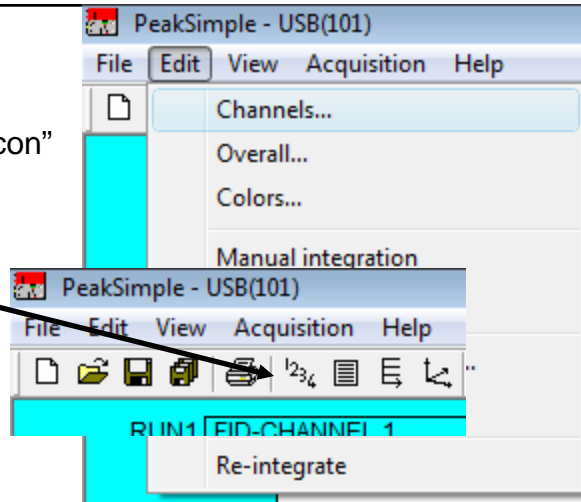 PeakSimple - USB(101)
File Edit View Acquisition Help
Channels...
con”
Overall...
Colors...
Manual integration
PeakSimple - USB(101)
File Edit View Acquisition Help
1234
..
RUN1 FID-CHANNEL 1
Re-integrate